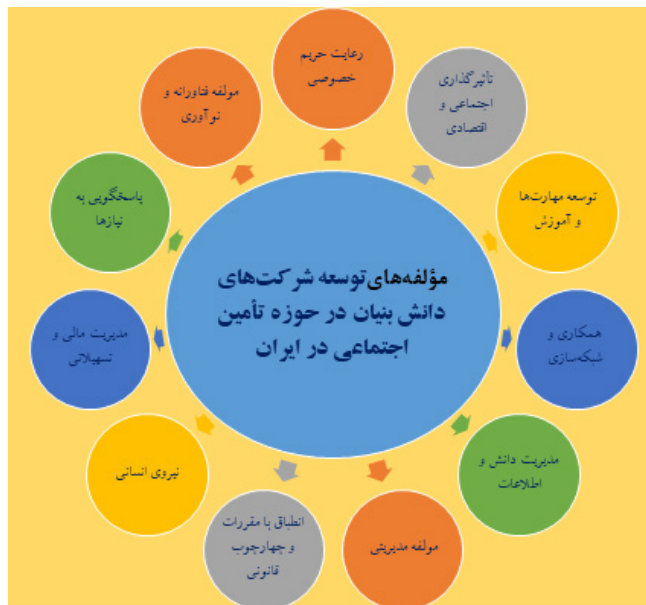 مؤلفه‌های توسعه شرکت‌های
دانش بنیان در حوزه تأمین
اجتماعی در ایران
رعایت حریم
خصوصی
تأثیرگذاری
اجتماعی و
اقتصادی
توسعه مهارت‌ها
و آموزش
همکاری و
شبکه‌سازی
مدیریت دانش و
اطلاعات
مولفه مدیریتی
انطباق با مقررات
و چهارچوب
قانونی
نیروی انسانی
مدیریت مالی و
تسهیلاتی
پاسخگویی به
نیازها
مولفه فناورانه و
نوآوری